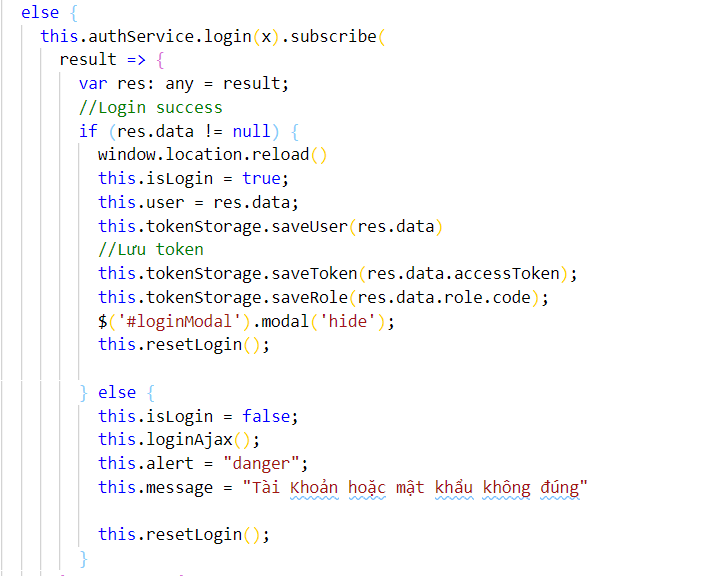 else {
this.authService.login(x).subscribe(
result => {
var res: any = result;
//Login success
if (res.data != null) {
window.location.reload()
this.isLogin = true;
this.user = res.data;
this.tokenStorage.saveUser(res.data)
//Lưu token
this.tokenStorage.saveToken(res.data.accessToken);
this.tokenStorage.saveRole(res.data.role.code);
$('#loginModal').modal('hide');
this.resetLogin();
} else {
this.isLogin = false;
this.loginAjax();
this.alert = "danger";
this.message = "Tài Khoản hoặc mật khẩu không đúng"
this.resetLogin();
}